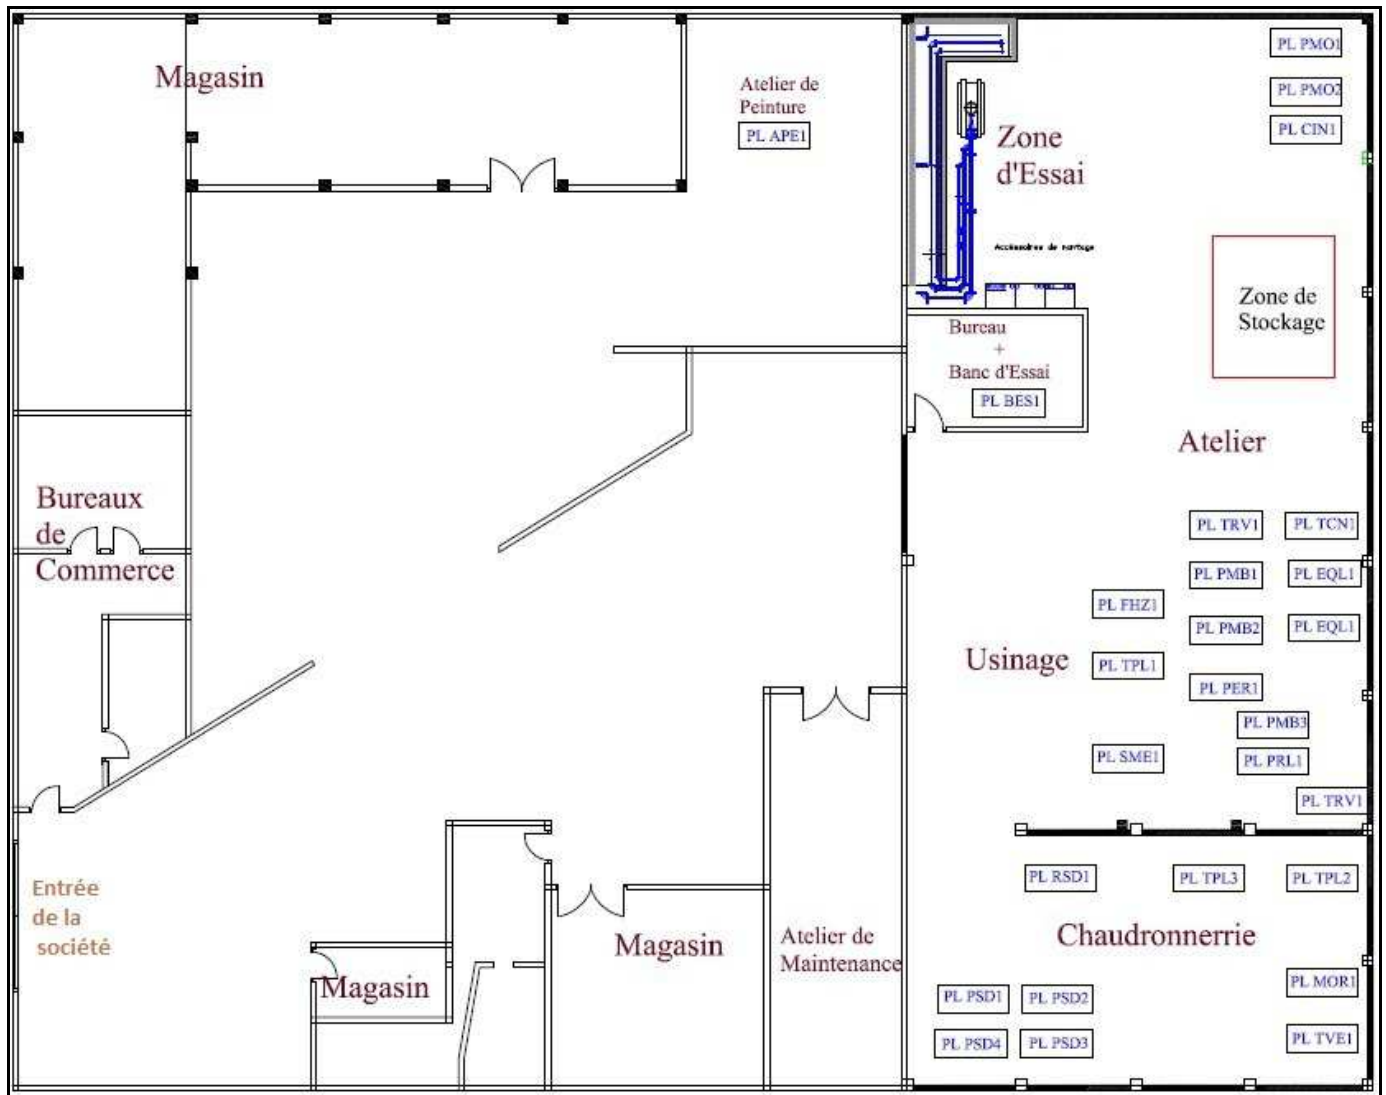 Magasin
Atelier de
Peinture
PL APE1
Zone
d'Essai
Accéssoires de montage
PL PMO1
PL PMO2
PL CIN1
Zone de
Stockage
Bureau
+
Banc d'Essai
PL BES1
Atelier
Bureaux
de
Commerce
PL TRV1
PL TCN1
PL PMB1
PL EQL1
PL FHZ1
PL PMB2
PL EQL1
Usinage
PL TPL1
PL PER1
PL PMB3
PL SME1
PL PRL1
PL TRV1
Entrée
de la
société
PL RSD1
PL TPL3
PL TPL2
Chaudronnerrie
Magasin
Atelier de
Maintenance
Magasin
PL MOR1
PL PSD1
PL PSD2
PL PSD4
PL PSD3
PL TVE1